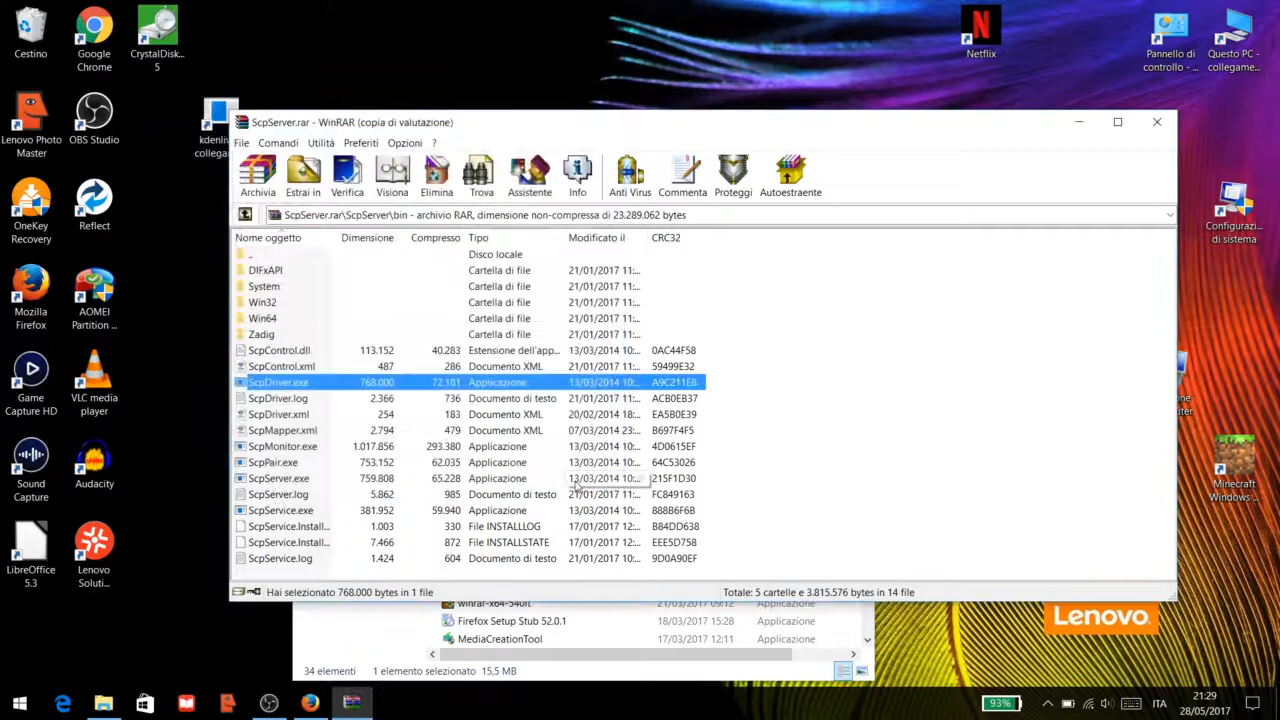 Cestino
Google
Chrome
CrystalDisk...
5
Netflix
Pannello di
controllo - ...
Questo PC -
collegame...
Lenovo Photo
Master
OBS Studio
kdenliv
collegar
OneKey
Recovery
Reflect
Configurazi...
di sistema
Mozilla
Firefox
AOMEI
Partition ...
Game
Capture HD
VLC media
player
Sound
Capture
Audacity
Minecraft
Windows ...
LibreOffice
5.3
Lenovo
Soluti...
ScpServer.rar - WinRAR (copia di valutazione)
File Comandi Utilità Preferiti Opzioni ?
Archivia Estrai in Verifica Visiona Elimina Trova Assistente Info Anti Virus Commenta Proteggi Autoestraente
ScpServer.rar\ScpServer\bin - archivio RAR, dimensione non-compressa di 23.289.062 bytes
Nome oggetto Dimensione Compresso Tipo Modificato il CRC32
.. Disco locale
DIFxAPI Cartella di file 21/01/2017 11:...
System Cartella di file 21/01/2017 11:...
Win32 Cartella di file 21/01/2017 11:...
Win64 Cartella di file 21/01/2017 11:...
Zadig Cartella di file 21/01/2017 11:...
ScpControl.dll 113.152 40.283 Estensione dell'app... 13/03/2014 10:... 0AC44F58
ScpControl.xml 487 286 Documento XML 21/01/2017 11:... 59499E32
ScpDriver.exe 768.000 72.181 Applicazione 13/03/2014 10:... A9C211E8
ScpDriver.log 2.366 736 Documento di testo 21/01/2017 11:... ACB0EB37
ScpDriver.xml 254 183 Documento XML 20/02/2014 18:... EA5B0E39
ScpMapper.xml 2.794 479 Documento XML 07/03/2014 23:... B697F4F5
ScpMonitor.exe 1.017.856 293.380 Applicazione 13/03/2014 10:... 4D0615EF
ScpPair.exe 753.152 62.035 Applicazione 13/03/2014 10:... 64C53026
ScpServer.exe 759.808 65.228 Applicazione 13/03/2014 10:... 215F1D30
ScpServer.log 5.862 985 Documento di testo 21/01/2017 11:... FC849163
ScpService.exe 381.952 59.940 Applicazione 13/03/2014 10:... 888B6F6B
ScpService.Install... 1.003 330 File INSTALLLOG 17/01/2017 12:... B84DD638
ScpService.Install... 7.466 872 File INSTALLSTATE 17/01/2017 12:... EEE5D758
ScpService.log 1.424 604 Documento di testo 21/01/2017 10:... 9D0A90EF
Hai selezionato 768.000 bytes in 1 file Totale: 5 cartelle e 3.815.576 bytes in 14 file
winrar-x64-540it 21/03/2017 09:12 Applicazione
Firefox Setup Stub 52.0.1 18/03/2017 15:28 Applicazione
MediaCreationTool 17/03/2017 12:11 Applicazione
34 elementi 1 elemento selezionato 15,5 MB
Lenovo
93% ITA 21:29
28/05/2017